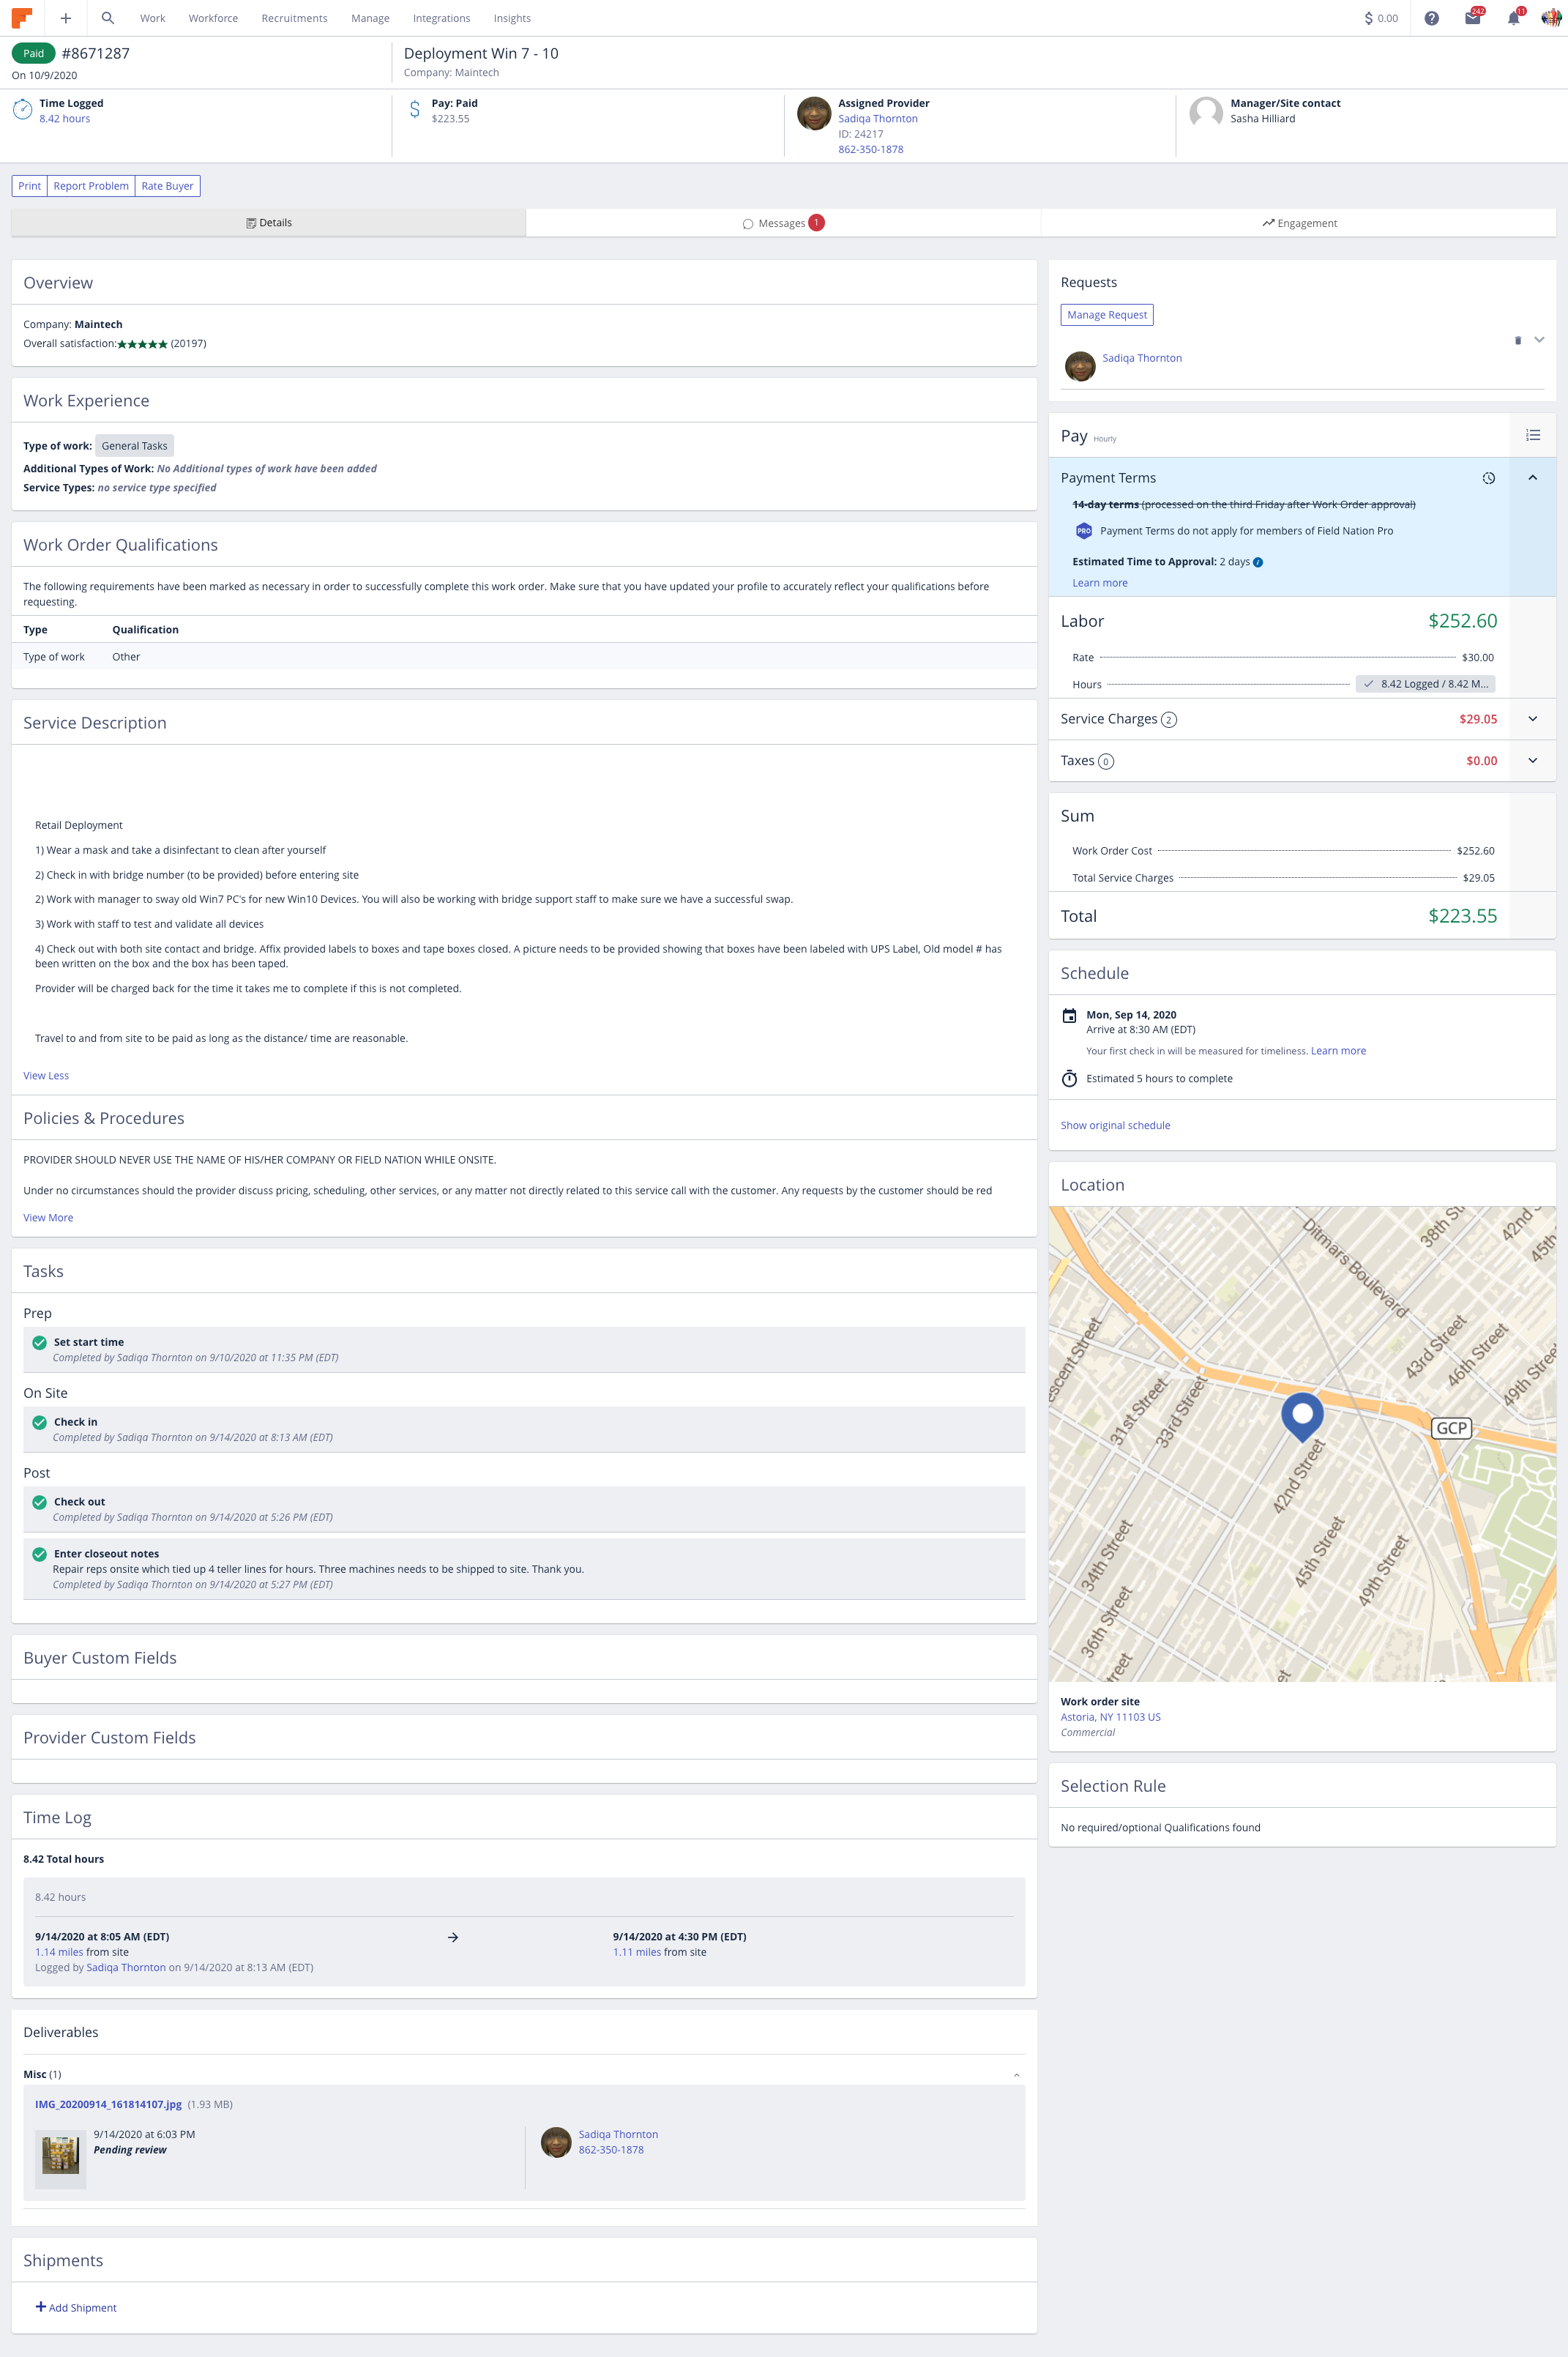 Work Workforce Recruitments Manage Integrations Insights
$ 0.00 242 11
Paid #8671287
On 10/9/2020
Deployment Win 7 - 10
Company: Maintech
Time Logged
8.42 hours
Pay: Paid
$223.55
Assigned Provider
Sadiqa Thornton
ID: 24217
862-350-1878
Manager/Site contact
Sasha Hilliard
Print Report Problem Rate Buyer
Details Messages 1 Engagement
Overview
Company: Maintech
Overall satisfaction:★★★★★ (20197)
Work Experience
Type of work: General Tasks
Additional Types of Work: No Additional types of work have been added
Service Types: no service type specified
Work Order Qualifications
The following requirements have been marked as necessary in order to successfully complete this work order. Make sure that you have updated your profile to accurately reflect your qualifications before
requesting.
Type Qualification
Type of work Other
Service Description
Retail Deployment
1) Wear a mask and take a disinfectant to clean after yourself
2) Check in with bridge number (to be provided) before entering site
2) Work with manager to sway old Win7 PC's for new Win10 Devices. You will also be working with bridge support staff to make sure we have a successful swap.
3) Work with staff to test and validate all devices
4) Check out with both site contact and bridge. Affix provided labels to boxes and tape boxes closed. A picture needs to be provided showing that boxes have been labeled with UPS Label, Old model # has
been written on the box and the box has been taped.
Provider will be charged back for the time it takes me to complete if this is not completed.
Travel to and from site to be paid as long as the distance/ time are reasonable.
View Less
Policies & Procedures
PROVIDER SHOULD NEVER USE THE NAME OF HIS/HER COMPANY OR FIELD NATION WHILE ONSITE.
Under no circumstances should the provider discuss pricing, scheduling, other services, or any matter not directly related to this service call with the customer. Any requests by the customer should be red
View More
Tasks
Prep
Set start time
Completed by Sadiqa Thornton on 9/10/2020 at 11:35 PM (EDT)
On Site
Check in
Completed by Sadiqa Thornton on 9/14/2020 at 8:13 AM (EDT)
Post
Check out
Completed by Sadiqa Thornton on 9/14/2020 at 5:26 PM (EDT)
Enter closeout notes
Repair reps onsite which tied up 4 teller lines for hours. Three machines needs to be shipped to site. Thank you.
Completed by Sadiqa Thornton on 9/14/2020 at 5:27 PM (EDT)
Buyer Custom Fields
Provider Custom Fields
Time Log
8.42 Total hours
8.42 hours
9/14/2020 at 8:05 AM (EDT)
1.14 miles from site
Logged by Sadiqa Thornton on 9/14/2020 at 8:13 AM (EDT)
9/14/2020 at 4:30 PM (EDT)
1.11 miles from site
Deliverables
Misc (1)
IMG_20200914_161814107.jpg (1.93 MB)
9/14/2020 at 6:03 PM
Pending review
Sadiqa Thornton
862-350-1878
Shipments
Add Shipment
Requests
Manage Request
Sadiqa Thornton
Pay Hourly
Payment Terms
14-day terms (processed on the third Friday after Work Order approval)
PRO Payment Terms do not apply for members of Field Nation Pro
Estimated Time to Approval: 2 days
Learn more
Labor $252.60
Rate $30.00
Hours 8.42 Logged / 8.42 M...
Service Charges 2 $29.05
Taxes 0 $0.00
Sum
Work Order Cost $252.60
Total Service Charges $29.05
Total $223.55
Schedule
Mon, Sep 14, 2020
Arrive at 8:30 AM (EDT)
Your first check in will be measured for timeliness. Learn more
Estimated 5 hours to complete
Show original schedule
Location
Ditmars Boulevard
38th St
42nd S
45th
escent Street
31st Street
33rd Street
43rd Street
46th Street
49th Street
GCP
42nd Street
34th Street
45th Street
49th Street
36th Street
reet
et
Work order site
Astoria, NY 11103 US
Commercial
Selection Rule
No required/optional Qualifications found